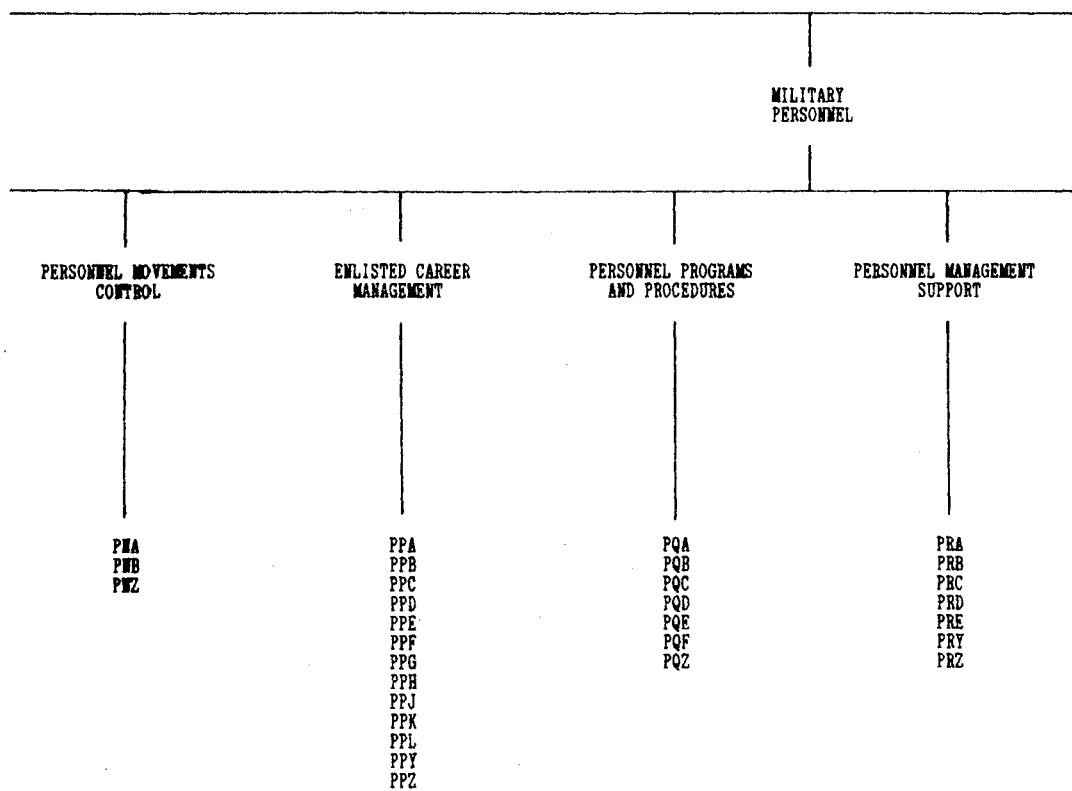 MILITARY
PERSONNEL
PERSONNEL MOVEMENTS
CONTROL
ENLISTED CAREER
MANAGEMENT
PERSONNEL PROGRAMS
AND PROCEDURES
PERSONNEL MANAGEMENT
SUPPORT
PNA
PNB
PNZ
PPA
PPB
PPC
PPD
PPE
PPF
PPG
PPH
PPJ
PPK
PPL
PPY
PPZ
PQA
PQB
PQC
PQD
PQE
PQF
PQZ
PRA
PRB
PRC
PRD
PRE
PRY
PRZ